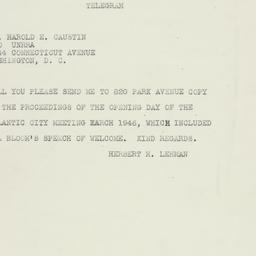 TELEGRAM
HAROLD E. CAUSTIN
UNRRA
CONNECTICUT AVENUE
SHINGTON, D. C.
LL YOU PLEASE SEND ME TO 820 PARK AVENUE COPY
THE PROCEEDINGS OF THE OPENING DAY OF THE
LANTIC CITY MEETING MARCH 1946, WHICH INCLUDED
BLOOM'S SPEECH OF WELCOME. KIND REGARDS.
HERBERT H. LEHMAN